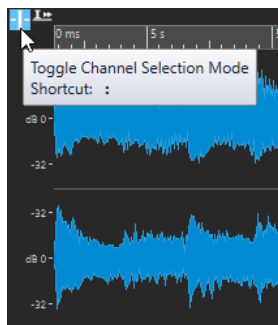 0 ms
5 s
Toggle Channel Selection Mode
Shortcut: :
dB 0-
-32-
-32-
dB 0-
-32-